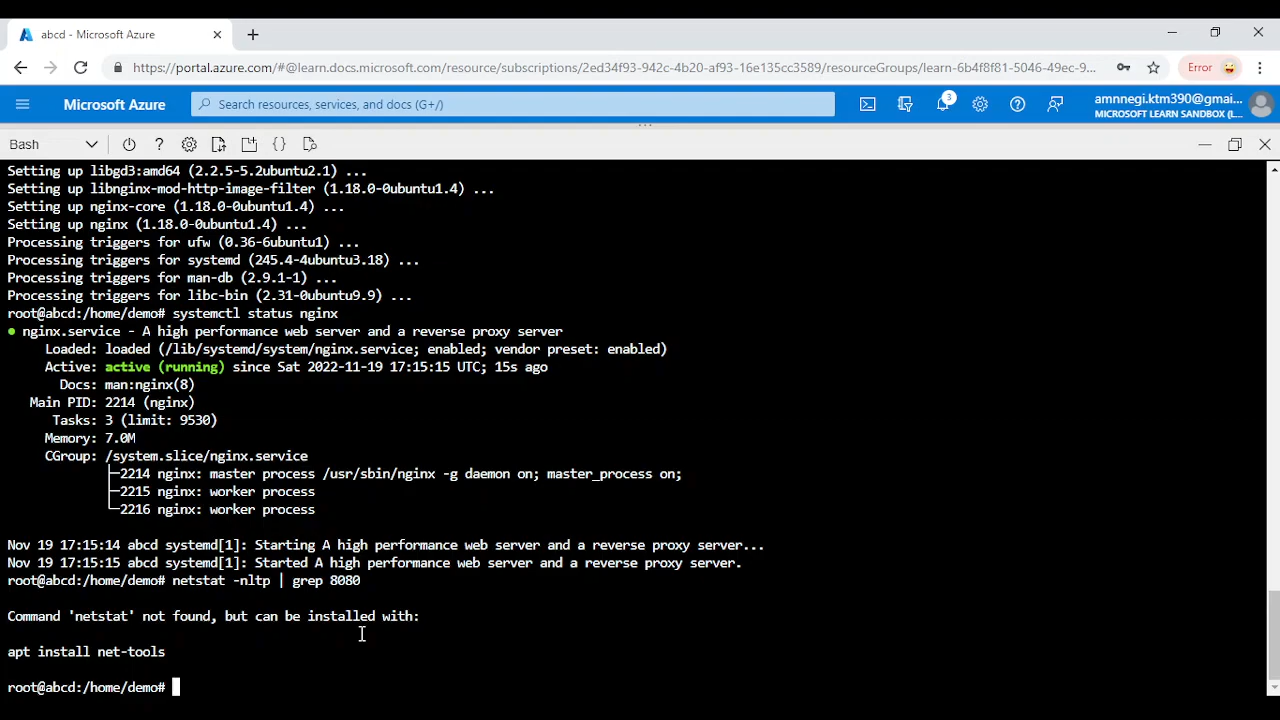 abcd - Microsoft Azure
https://portal.azure.com/#@learn.docs.microsoft.com/resource/subscriptions/2ed34f93-942c-4b20-af93-16e135cc3589/resourceGroups/learn-6b4f8f81-5046-49ec-9...
Error
Microsoft Azure
Search resources, services, and docs (G+/)
3
amnnegi.ktm390@gmai...
MICROSOFT LEARN SANDBOX (L...
Bash
Setting up libgd3:amd64 (2.2.5-5.2ubuntu2.1) ...
Setting up libnginx-mod-http-image-filter (1.18.0-0ubuntu1.4) ...
Setting up nginx-core (1.18.0-0ubuntu1.4) ...
Setting up nginx (1.18.0-0ubuntu1.4) ...
Processing triggers for ufw (0.36-6ubuntu1) ...
Processing triggers for systemd (245.4-4ubuntu3.18) ...
Processing triggers for man-db (2.9.1-1) ...
Processing triggers for libc-bin (2.31-0ubuntu9.9) ...
root@abcd:/home/demo# systemctl status nginx
● nginx.service - A high performance web server and a reverse proxy server
Loaded: loaded (/lib/systemd/system/nginx.service; enabled; vendor preset: enabled)
Active: active (running) since Sat 2022-11-19 17:15:15 UTC; 15s ago
Docs: man:nginx(8)
Main PID: 2214 (nginx)
Tasks: 3 (limit: 9530)
Memory: 7.0M
CGroup: /system.slice/nginx.service
├─2214 nginx: master process /usr/sbin/nginx -g daemon on; master_process on;
├─2215 nginx: worker process
└─2216 nginx: worker process
Nov 19 17:15:14 abcd systemd[1]: Starting A high performance web server and a reverse proxy server...
Nov 19 17:15:15 abcd systemd[1]: Started A high performance web server and a reverse proxy server.
root@abcd:/home/demo# netstat -nltp | grep 8080
Command 'netstat' not found, but can be installed with:
apt install net-tools
root@abcd:/home/demo#